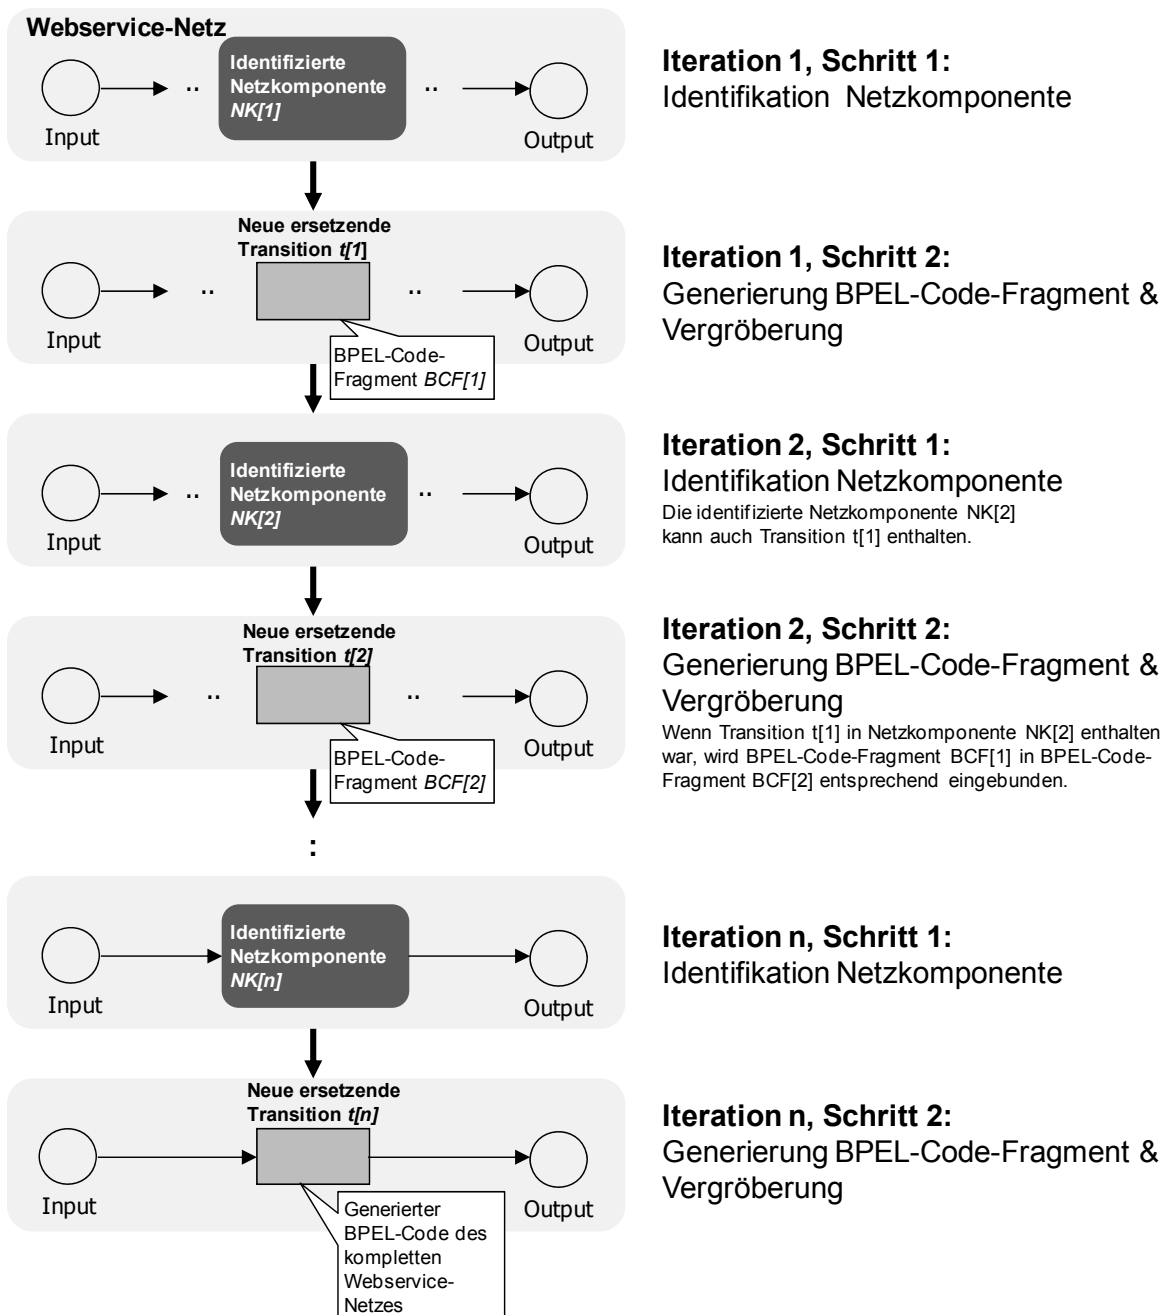 Webservice-Netz
Identifizierte
Netzkomponente
NK[1]
..
..
Input
Output
Iteration 1, Schritt 1:
Identifikation Netzkomponente
Neue ersetzende
Transition t[1]
..
..
Input
Output
BPEL-Code-
Fragment BCF[1]
Iteration 1, Schritt 2:
Generierung BPEL-Code-Fragment &
Vergröberung
Identifizierte
Netzkomponente
NK[2]
..
..
Input
Output
Iteration 2, Schritt 1:
Identifikation Netzkomponente
Die identifizierte Netzkomponente NK[2]
kann auch Transition t[1] enthalten.
Neue ersetzende
Transition t[2]
..
..
Input
Output
BPEL-Code-
Fragment BCF[2]
Iteration 2, Schritt 2:
Generierung BPEL-Code-Fragment &
Vergröberung
Wenn Transition t[1] in Netzkomponente NK[2] enthalten
war, wird BPEL-Code-Fragment BCF[1] in BPEL-Code-
Fragment BCF[2] entsprechend eingebunden.
:
Identifizierte
Netzkomponente
NK[n]
Input
Output
Iteration n, Schritt 1:
Identifikation Netzkomponente
Neue ersetzende
Transition t[n]
Input
Output
Generierter
BPEL-Code des
kompletten
Webservice-
Netzes
Iteration n, Schritt 2:
Generierung BPEL-Code-Fragment &
Vergröberung